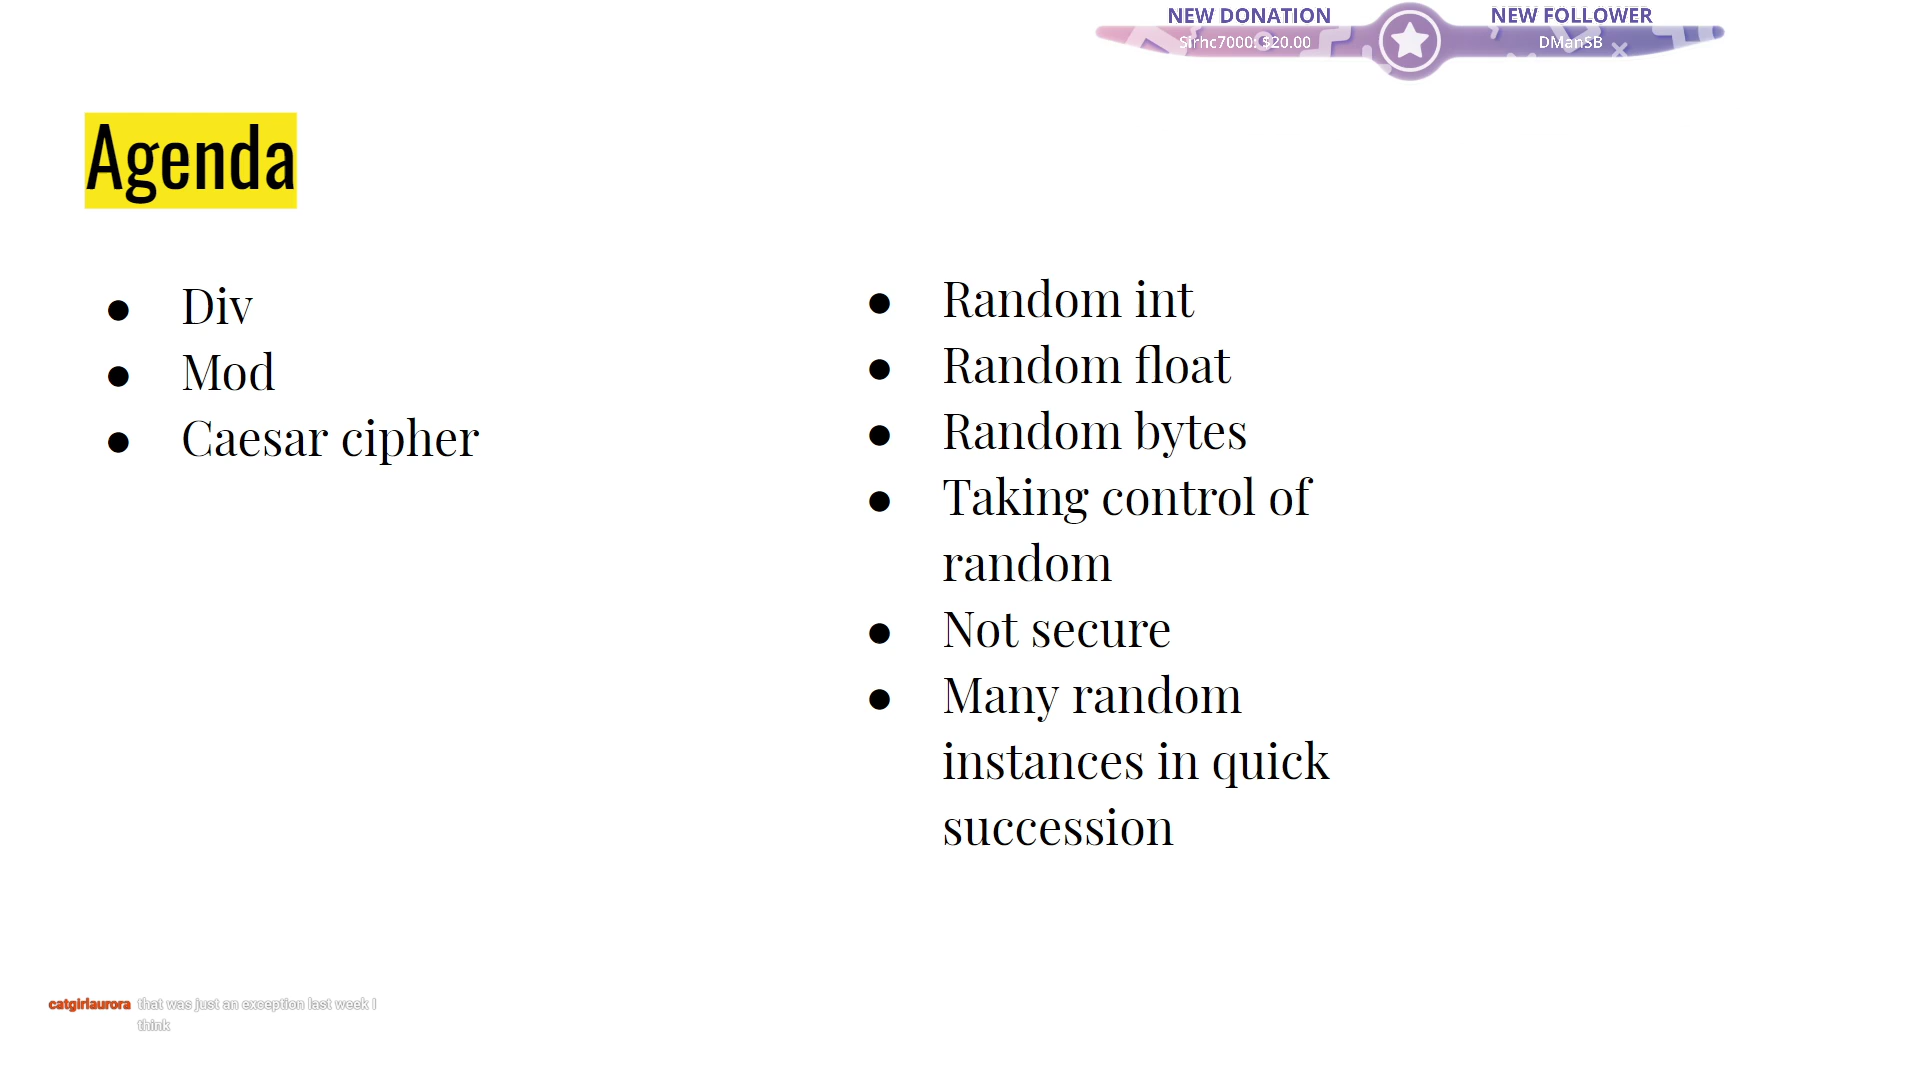 NEW DONATION
Sirhc7000: $20.00
NEW FOLLOWER
DManSB
Agenda
● Div
● Mod
● Caesar cipher
● Random int
● Random float
● Random bytes
● Taking control of
random
● Not secure
● Many random
instances in quick
succession
catgirlaurora that was just an exception last week I
think